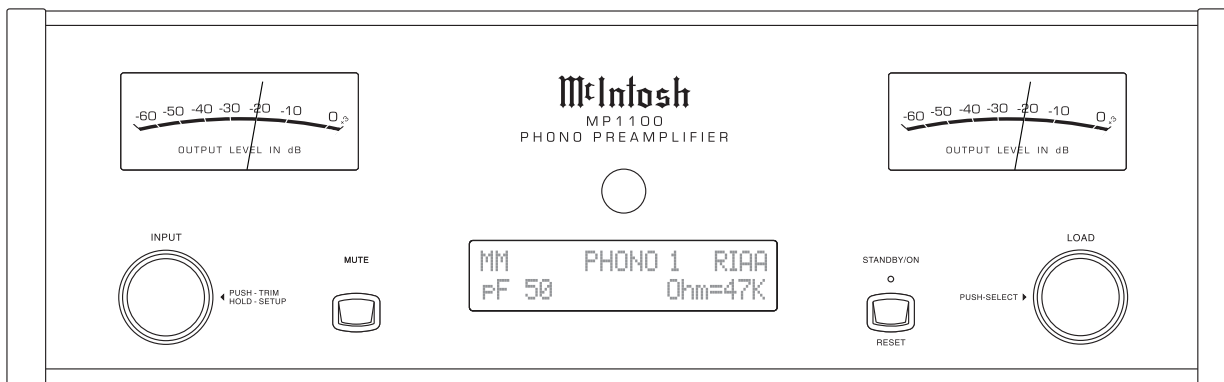 McIntosh
MP1100
PHONO PREAMPLIFIER
-60 -50 -40 -30 -20 -10 0 +3
OUTPUT LEVEL IN dB
-60 -50 -40 -30 -20 -10 0 +3
OUTPUT LEVEL IN dB
INPUT
PUSH - TRIM
HOLD - SETUP
MUTE
MM PHONO 1 RIAA
pF 50 Ohm=47K
STANDBY/ON
RESET
LOAD
PUSH-SELECT